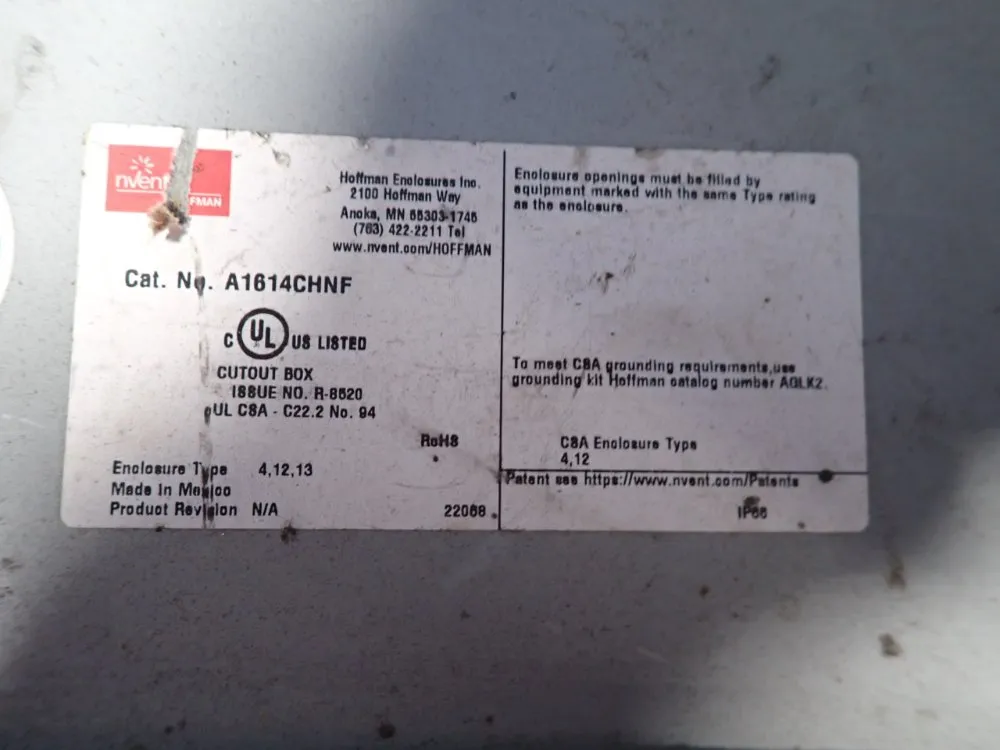 nvent
HOFFMAN
Hoffman Enclosures Inc.
2100 Hoffman Way
Anoka, MN 55303-1745
(763) 422-2211 Tel
www.nvent.com/HOFFMAN
Cat. No. A1614CHNF
C UL US LISTED
CUTOUT BOX
ISSUE NO. R-8520
UL CSA - C22.2 No. 94
RoHS
Enclosure Type 4,12,13
Made In Mexico
Product Revision N/A
22068
Enclosure openings must be filled by
equipment marked with the same Type rating
as the enclosure.
To meet CSA grounding requirements,use
grounding kit Hoffman catalog number AGLK2.
CSA Enclosure Type
4,12
Patent see https://www.nvent.com/Patents
IP66